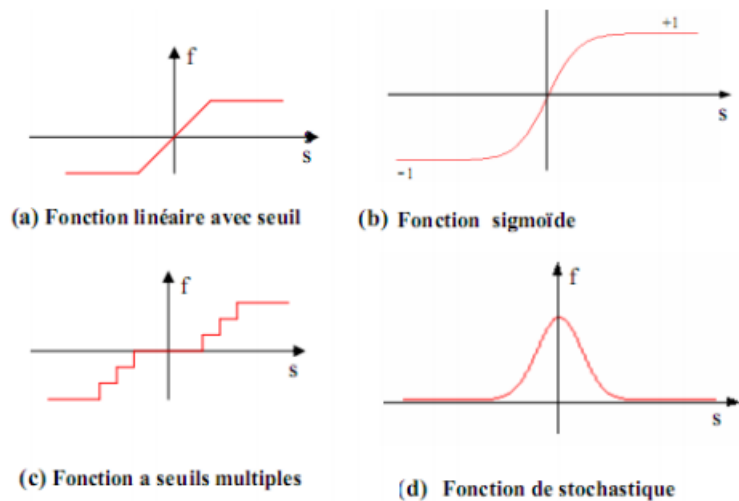 f
s
(a) Fonction linéaire avec seuil
+1
s
-1
(b) Fonction sigmoïde
f
s
(c) Fonction a seuils multiples
f
s
(d) Fonction de stochastique